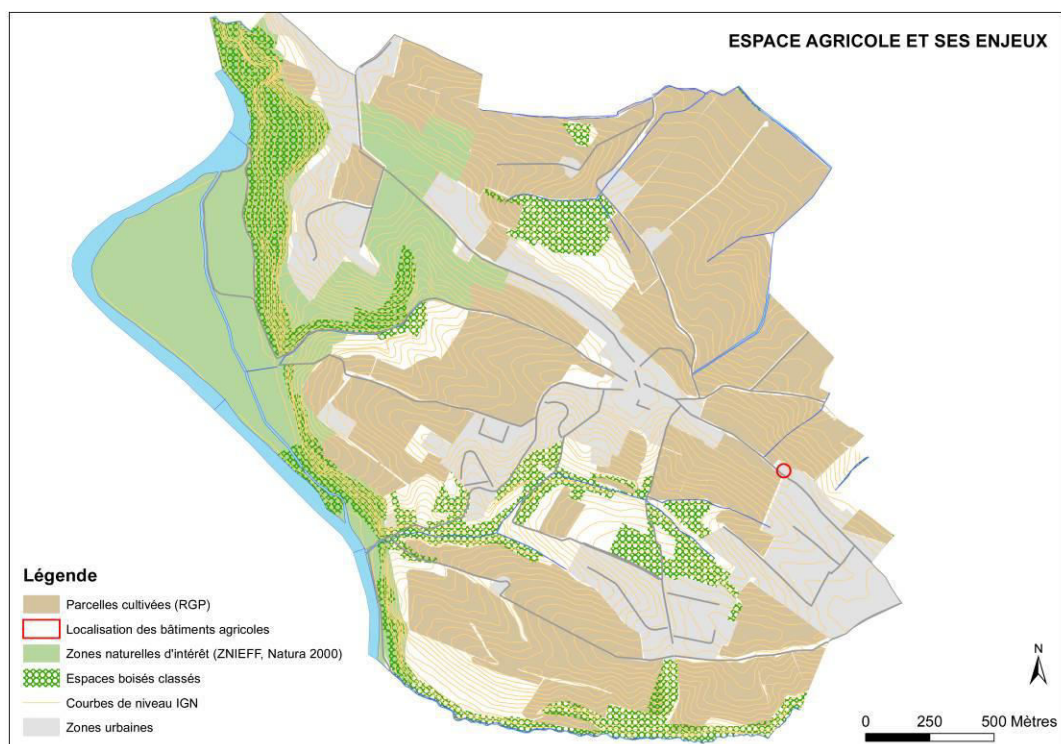 ESPACE AGRICOLE ET SES ENJEUX
Légende
Parcelles cultivées (RGP)
Localisation des bâtiments agricoles
Zones naturelles d'intérêt (ZNIEFF, Natura 2000)
Espaces boisés classés
Courbes de niveau IGN
Zones urbaines
N
0 250 500 Mètres